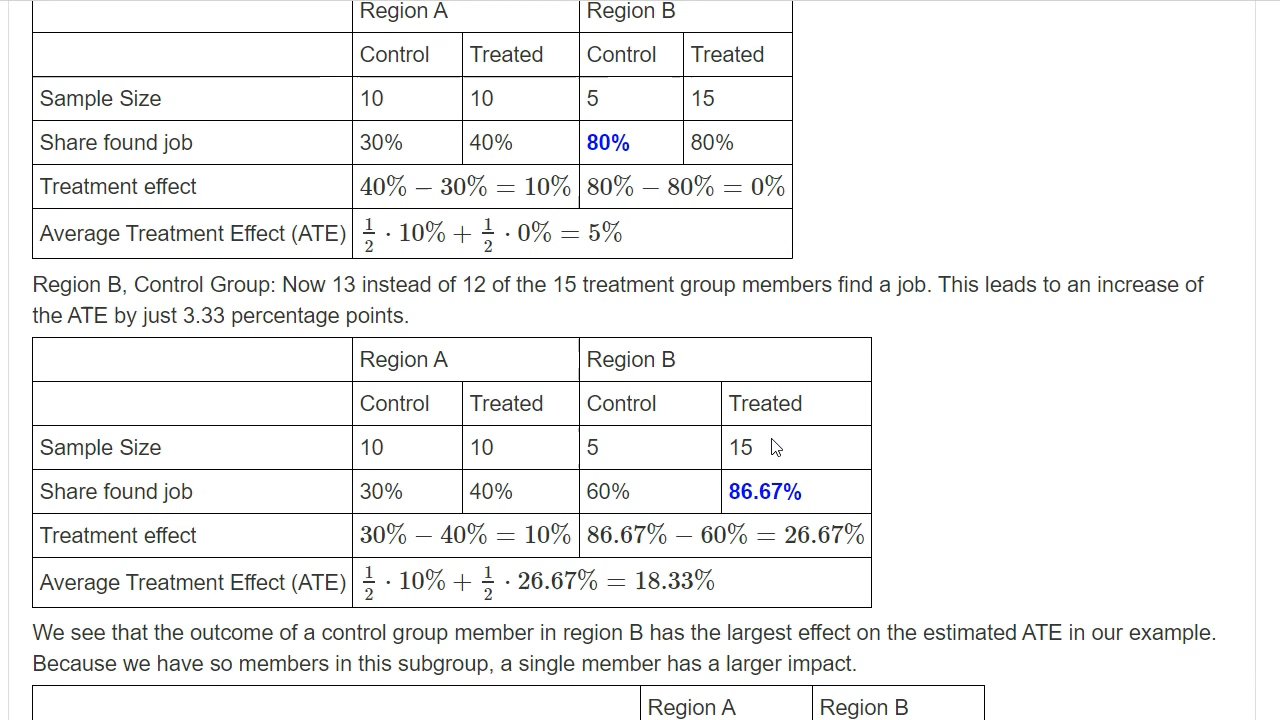 Region A Region B
Control Treated Control Treated
Sample Size 10 10 5 15
Share found job 30% 40% 80% 80%
Treatment effect 40% − 30% = 10% 80% − 80% = 0%
Average Treatment Effect (ATE) 1/2 · 10% + 1/2 · 0% = 5%
Region B, Control Group: Now 13 instead of 12 of the 15 treatment group members find a job. This leads to an increase of
the ATE by just 3.33 percentage points.
Region A Region B
Control Treated Control Treated
Sample Size 10 10 5 15
Share found job 30% 40% 60% 86.67%
Treatment effect 30% − 40% = 10% 86.67% − 60% = 26.67%
Average Treatment Effect (ATE) 1/2 · 10% + 1/2 · 26.67% = 18.33%
We see that the outcome of a control group member in region B has the largest effect on the estimated ATE in our example.
Because we have so members in this subgroup, a single member has a larger impact.
Region A Region B